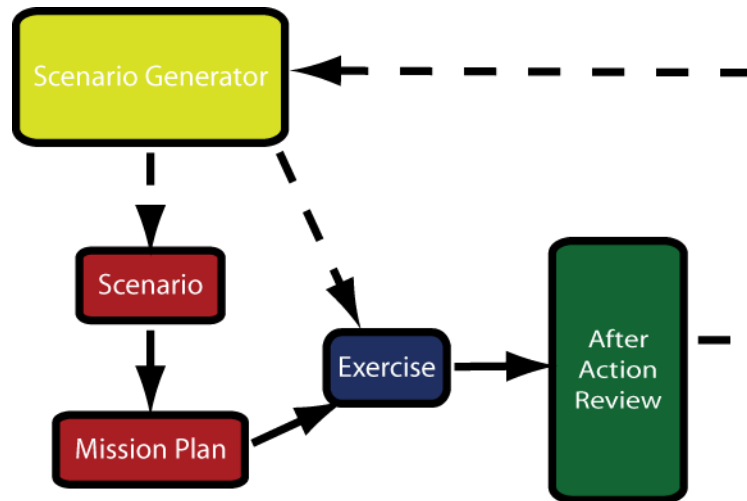 Scenario Generator
Scenario
Exercise
Mission Plan
After
Action
Review